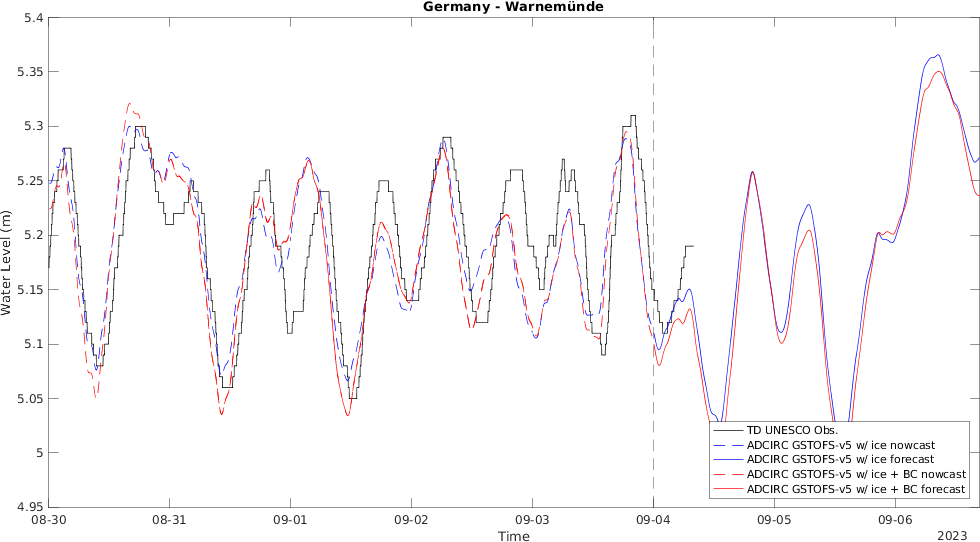 Germany - Warnemünde
5.4
5.35
5.3
5.25
5.2
5.15
5.1
5.05
5
4.95
Water Level (m)
08-30 08-31 09-01 09-02 09-03 09-04 09-05 09-06
Time
2023
TD UNESCO Obs.
ADCIRC GSTOFS-v5 w/ ice nowcast
ADCIRC GSTOFS-v5 w/ ice forecast
ADCIRC GSTOFS-v5 w/ ice + BC nowcast
ADCIRC GSTOFS-v5 w/ ice + BC forecast